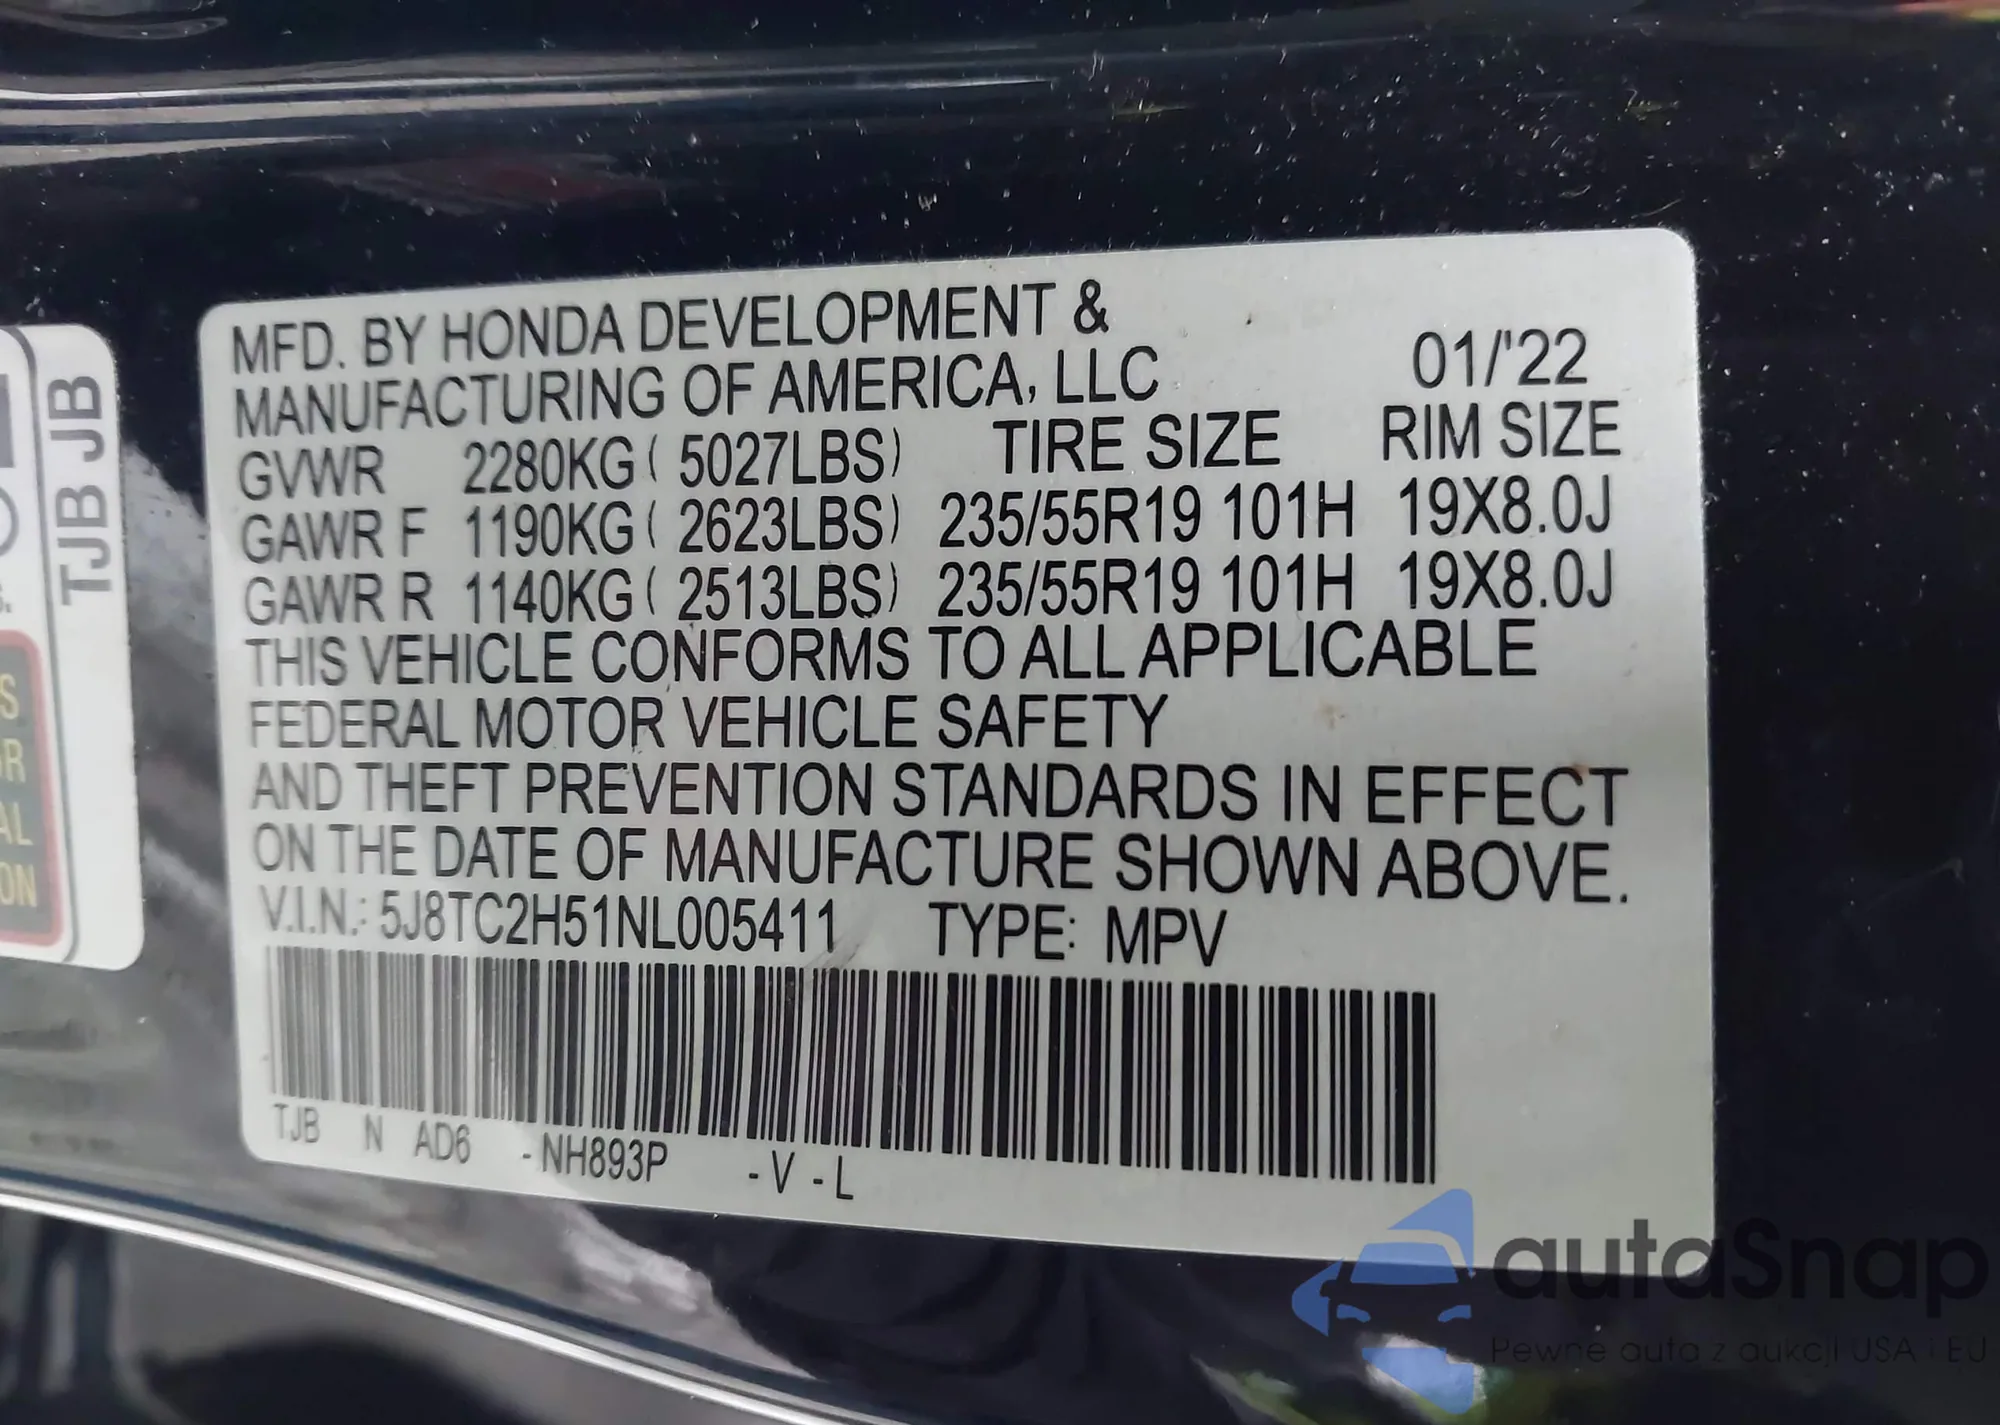 MFD. BY HONDA DEVELOPMENT &
MANUFACTURING OF AMERICA, LLC 01/'22
GVWR 2280KG ( 5027LBS) TIRE SIZE RIM SIZE
GAWR F 1190KG ( 2623LBS) 235/55R19 101H 19X8.0J
GAWR R 1140KG ( 2513LBS) 235/55R19 101H 19X8.0J
THIS VEHICLE CONFORMS TO ALL APPLICABLE
FEDERAL MOTOR VEHICLE SAFETY
AND THEFT PREVENTION STANDARDS IN EFFECT
ON THE DATE OF MANUFACTURE SHOWN ABOVE.
V.I.N.: 5J8TC2H51NL005411 TYPE: MPV
TJB N AD6 -NH893P -V-L
TJB JB
autaSnap
Pewne auta z aukcji USA i EU